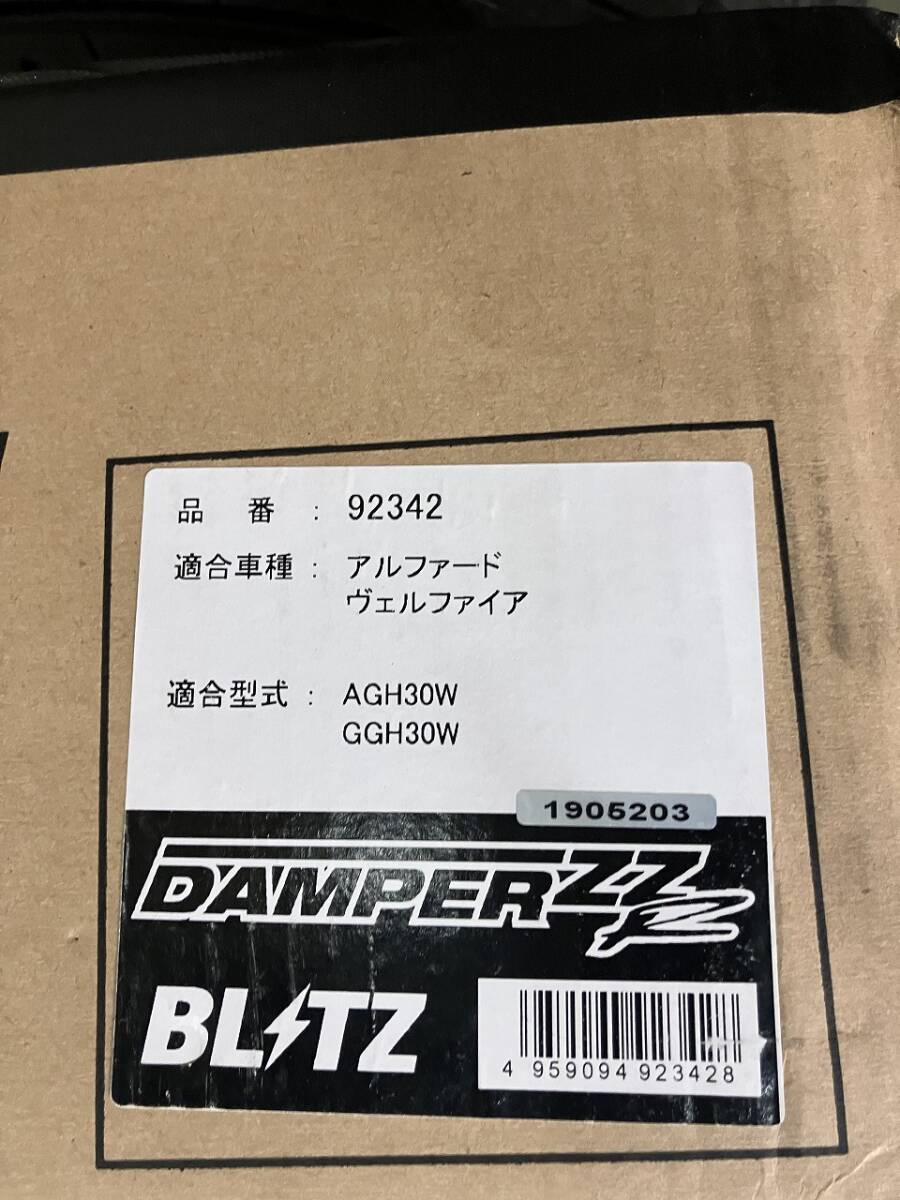 品 番 : 92342
適合車種 : アルファード
ヴェルファイア
適合型式 : AGH30W
GGH30W
1905203
DAMPER ZZ-R
BLITZ
4 959094 923428